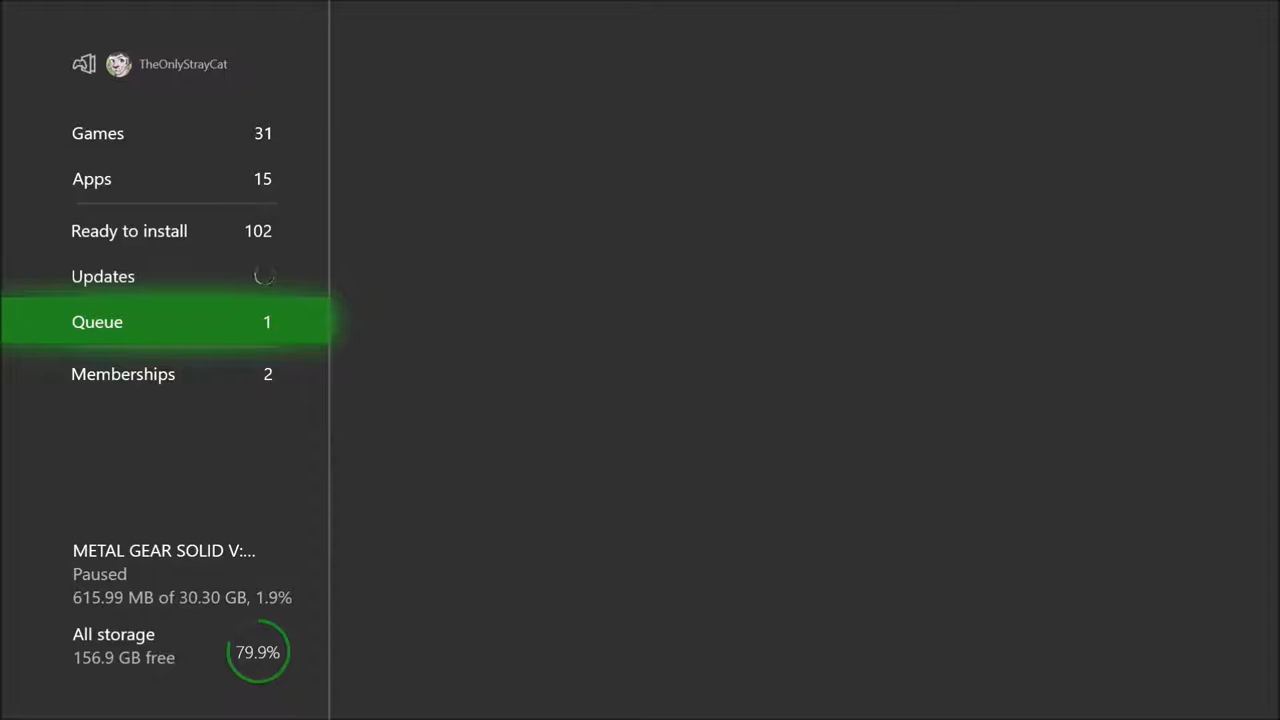 TheOnlyStrayCat
Games 31
Apps 15
Ready to install 102
Updates
Queue 1
Memberships 2
METAL GEAR SOLID V:...
Paused
615.99 MB of 30.30 GB, 1.9%
All storage
156.9 GB free
79.9%